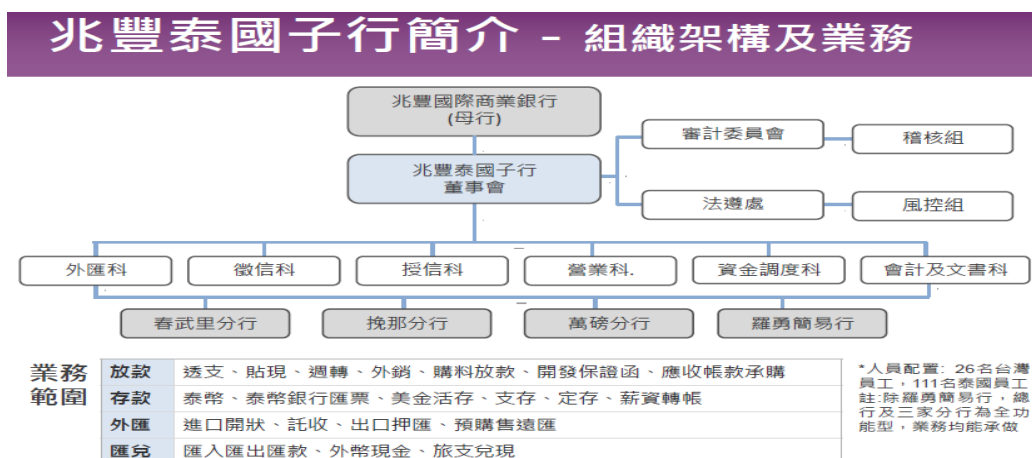 兆豐泰國子行簡介 - 組織架構及業務
兆豐國際商業銀行
(母行)
審計委員會
稽核組
兆豐泰國子行
董事會
法遵處
風控組
外匯科
徵信科
授信科
營業科.
資金調度科
會計及文書科
春武里分行
挽那分行
萬磅分行
羅勇簡易行
業務
範圍
放款 透支、貼現、週轉、外銷、購料放款、開發保證函、應收帳款承購
存款 泰幣、泰幣銀行匯票、美金活存、支存、定存、薪資轉帳
外匯 進口開狀、託收、出口押匯、預購售遠匯
匯兌 匯入匯出匯款、外幣現金、旅支兌現
*人員配置: 26名台灣
員工，111名泰國員工
註:除羅勇簡易行，總
行及三家分行為全功
能型，業務均能承做